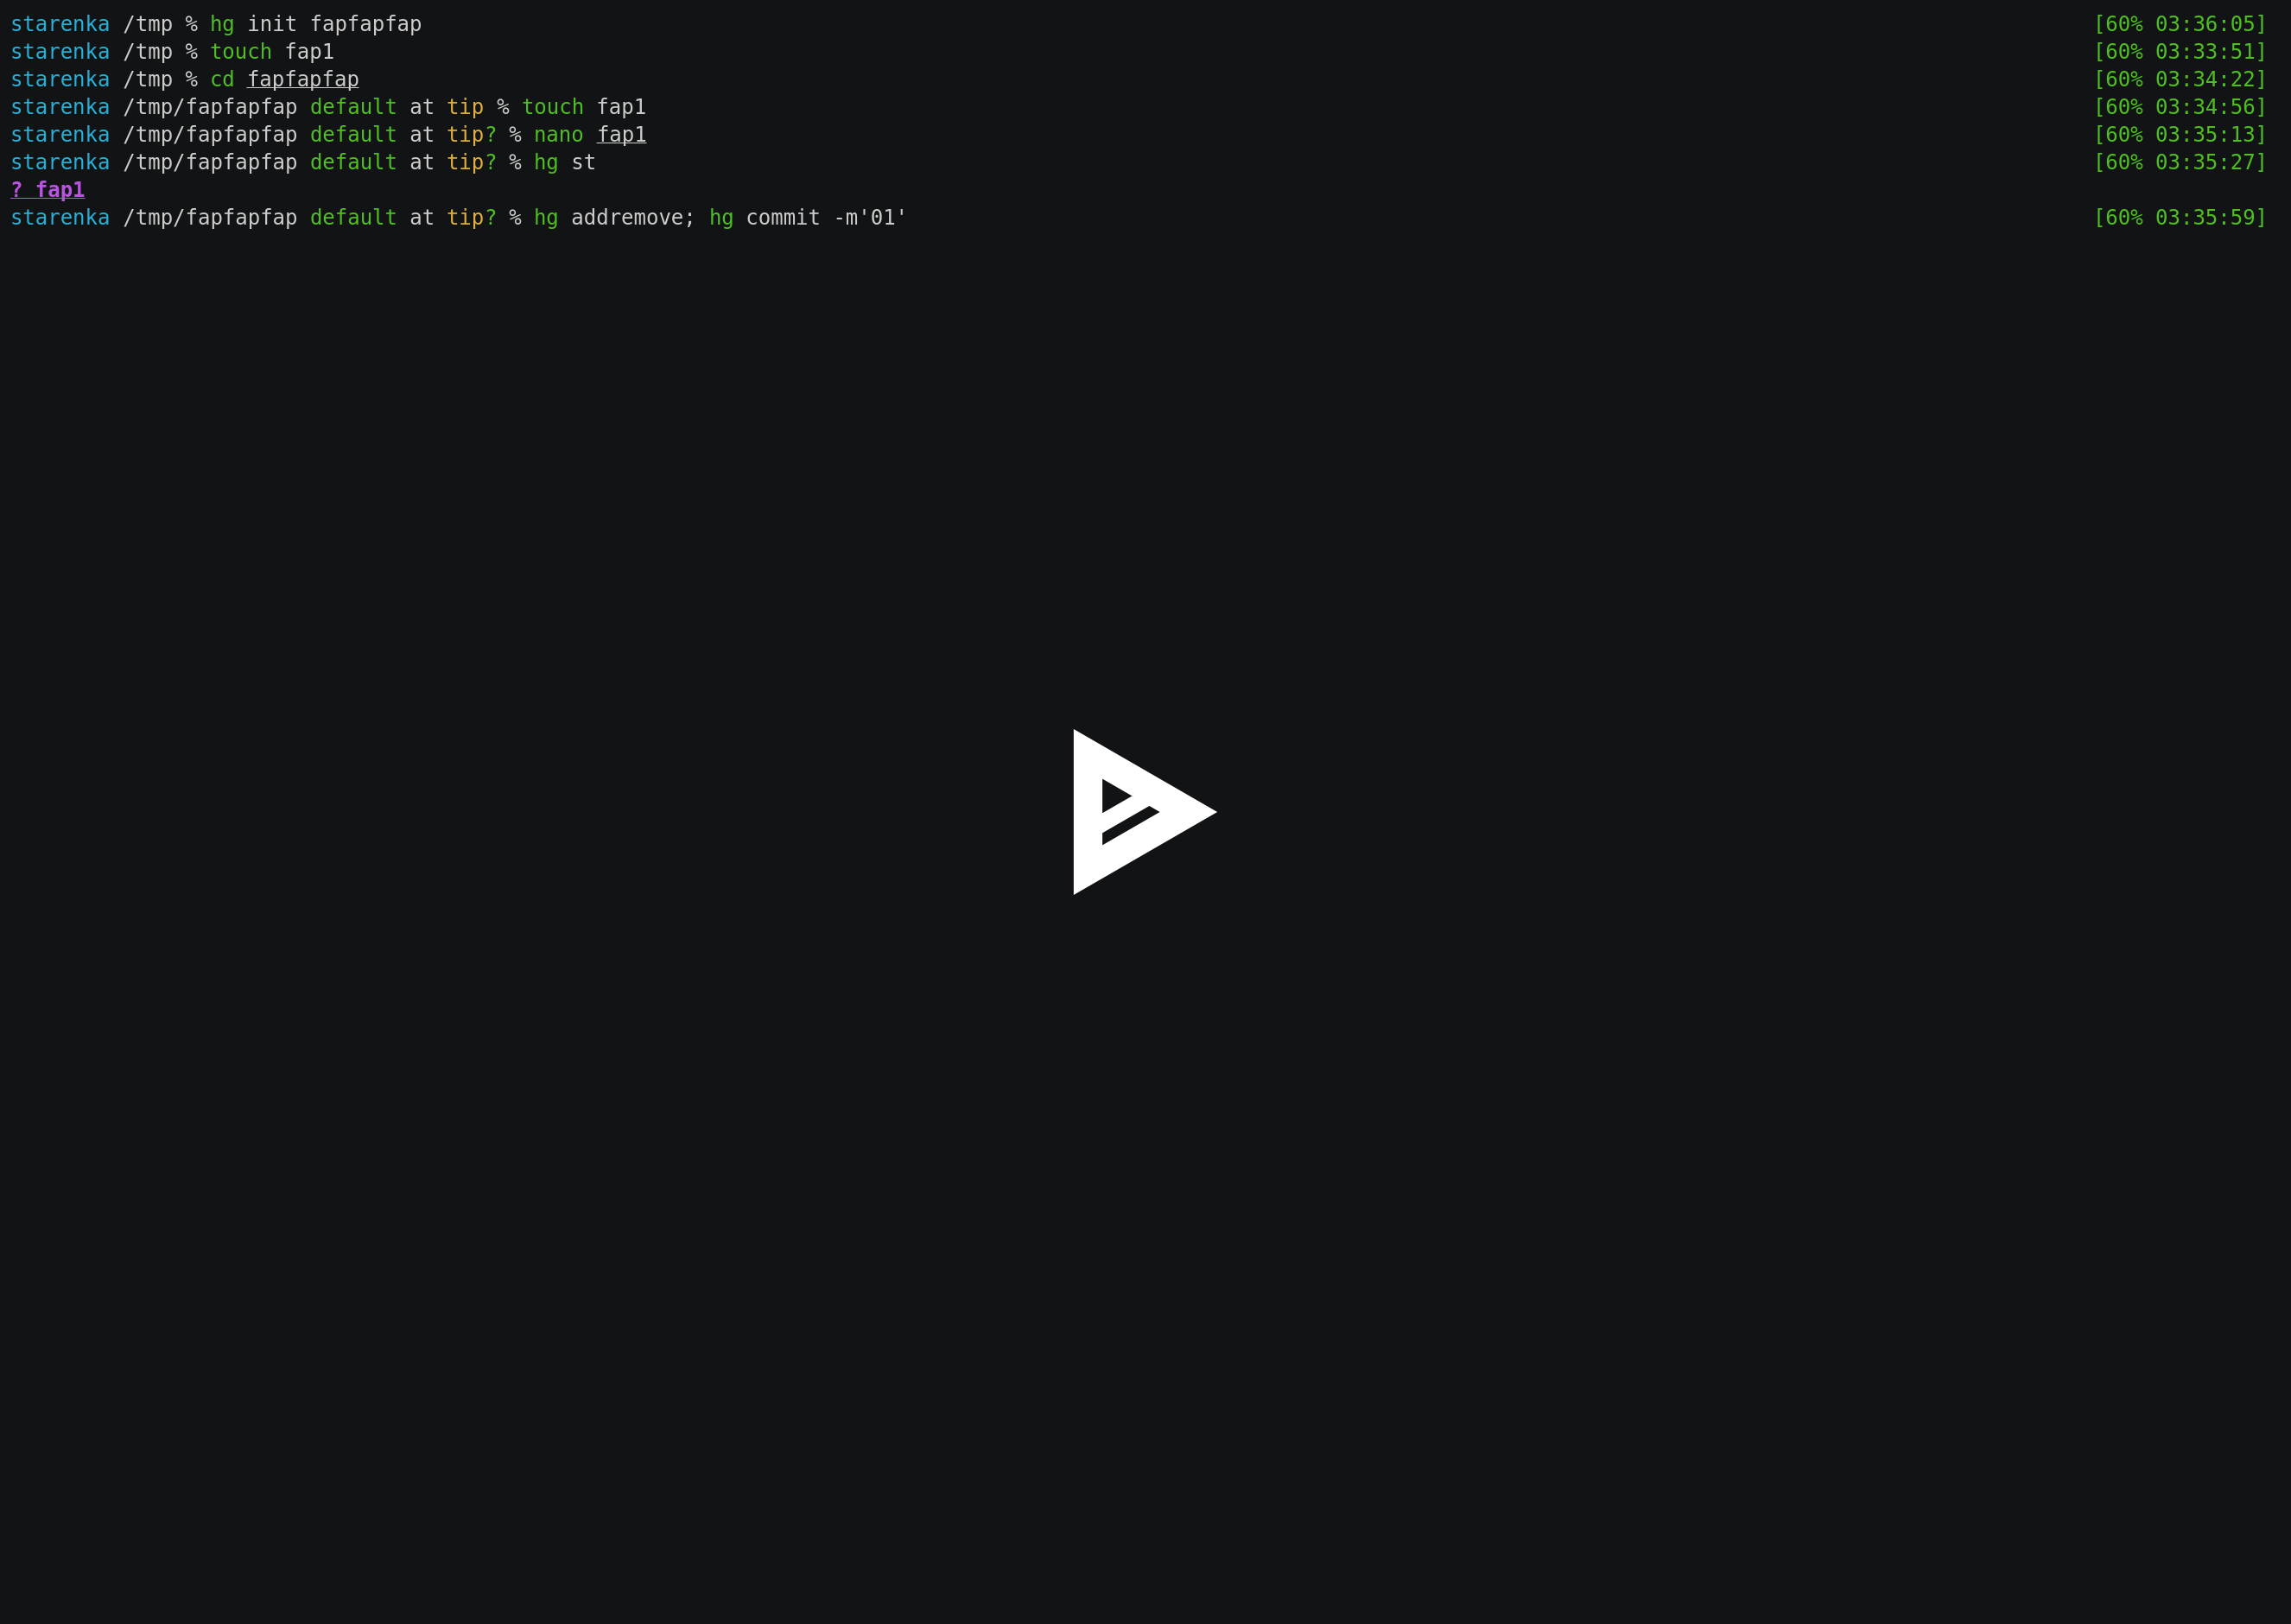 starenka /tmp % hg init fapfapfap [60% 03:36:05]
starenka /tmp % touch fap1 [60% 03:33:51]
starenka /tmp % cd fapfapfap [60% 03:34:22]
starenka /tmp/fapfapfap default at tip % touch fap1 [60% 03:34:56]
starenka /tmp/fapfapfap default at tip? % nano fap1 [60% 03:35:13]
starenka /tmp/fapfapfap default at tip? % hg st [60% 03:35:27]
? fap1
starenka /tmp/fapfapfap default at tip? % hg addremove; hg commit -m'01' [60% 03:35:59]